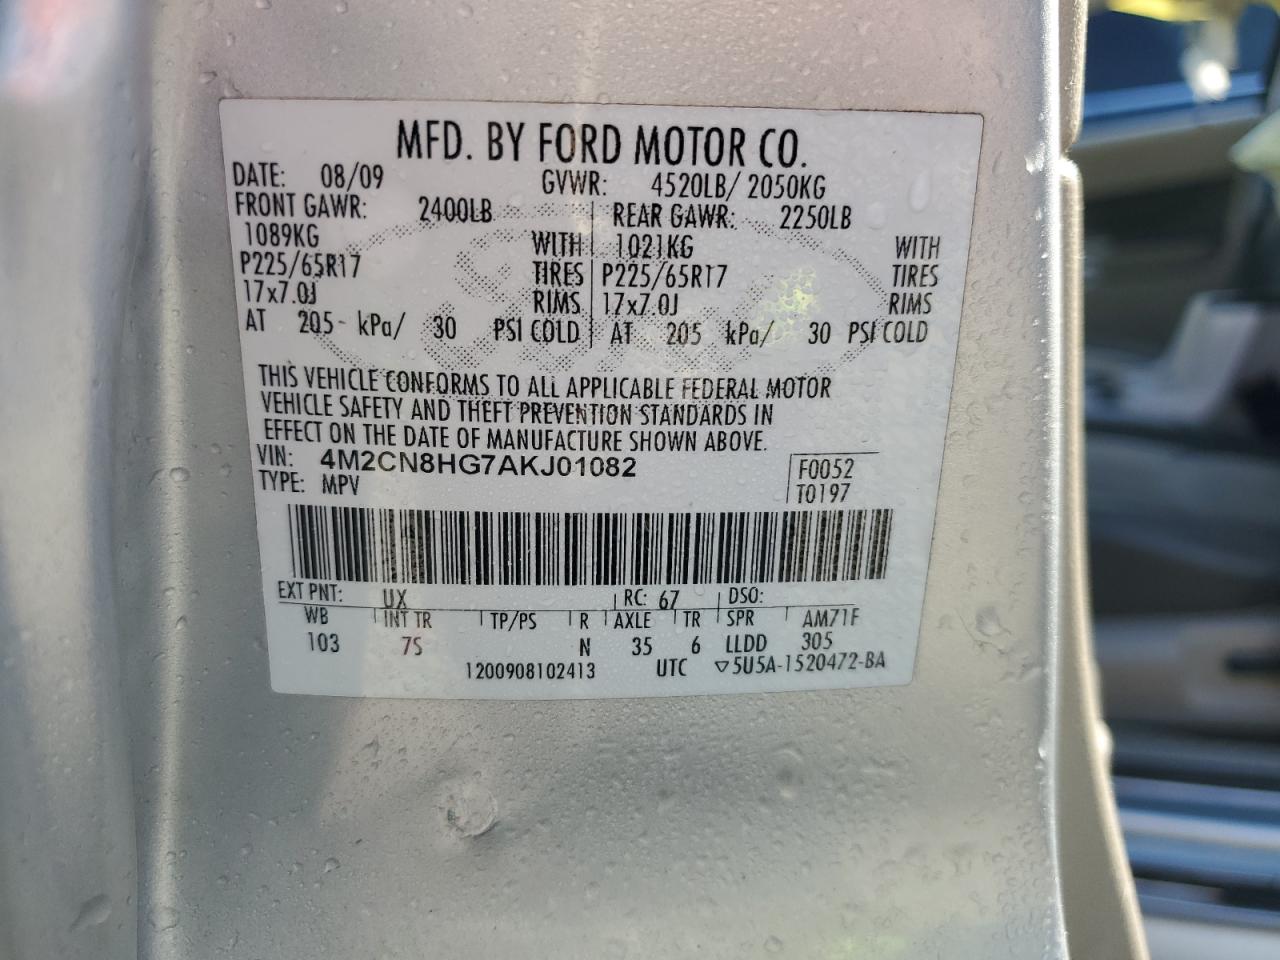 MFD. BY FORD MOTOR CO.
DATE: 08/09 GVWR: 4520LB/ 2050KG
FRONT GAWR: 2400LB REAR GAWR: 2250LB
1089KG WITH 1021KG WITH
P225/65R17 TIRES P225/65R17 TIRES
17x7.0J RIMS 17x7.0J RIMS
AT 205 kPa/ 30 PSI COLD AT 205 kPa/ 30 PSI COLD
THIS VEHICLE CONFORMS TO ALL APPLICABLE FEDERAL MOTOR
VEHICLE SAFETY AND THEFT PREVENTION STANDARDS IN
EFFECT ON THE DATE OF MANUFACTURE SHOWN ABOVE.
VIN: 4M2CN8HG7AKJ01082 F0052
TYPE: MPV T0197
EXT PNT: UX RC: 67 DSO:
WB INT TR TP/PS R AXLE TR SPR AM71F
103 7S N 35 6 LLDD 305
1200908102413 UTC ▽5U5A-1520472-BA